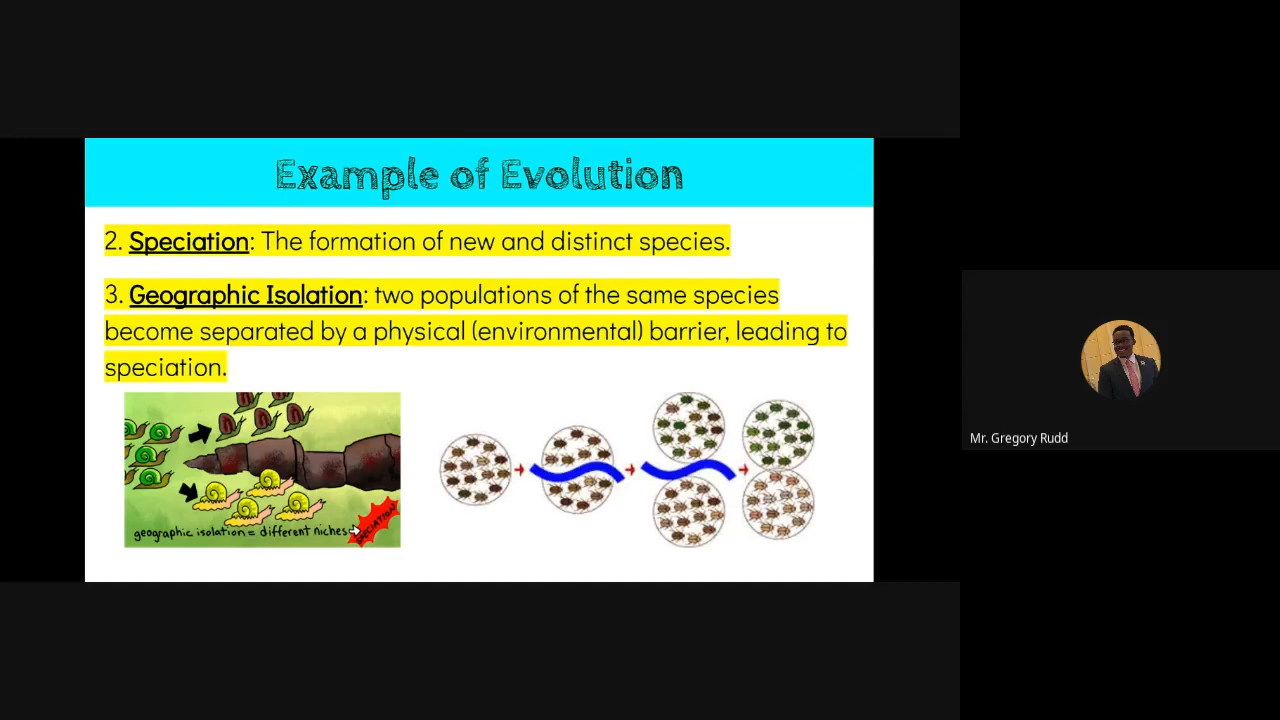 Example of Evolution
2. Speciation: The formation of new and distinct species.
3. Geographic Isolation: two populations of the same species
become separated by a physical (environmental) barrier, leading to
speciation.
geographic isolation = different niches
SPECIATION
Mr. Gregory Rudd